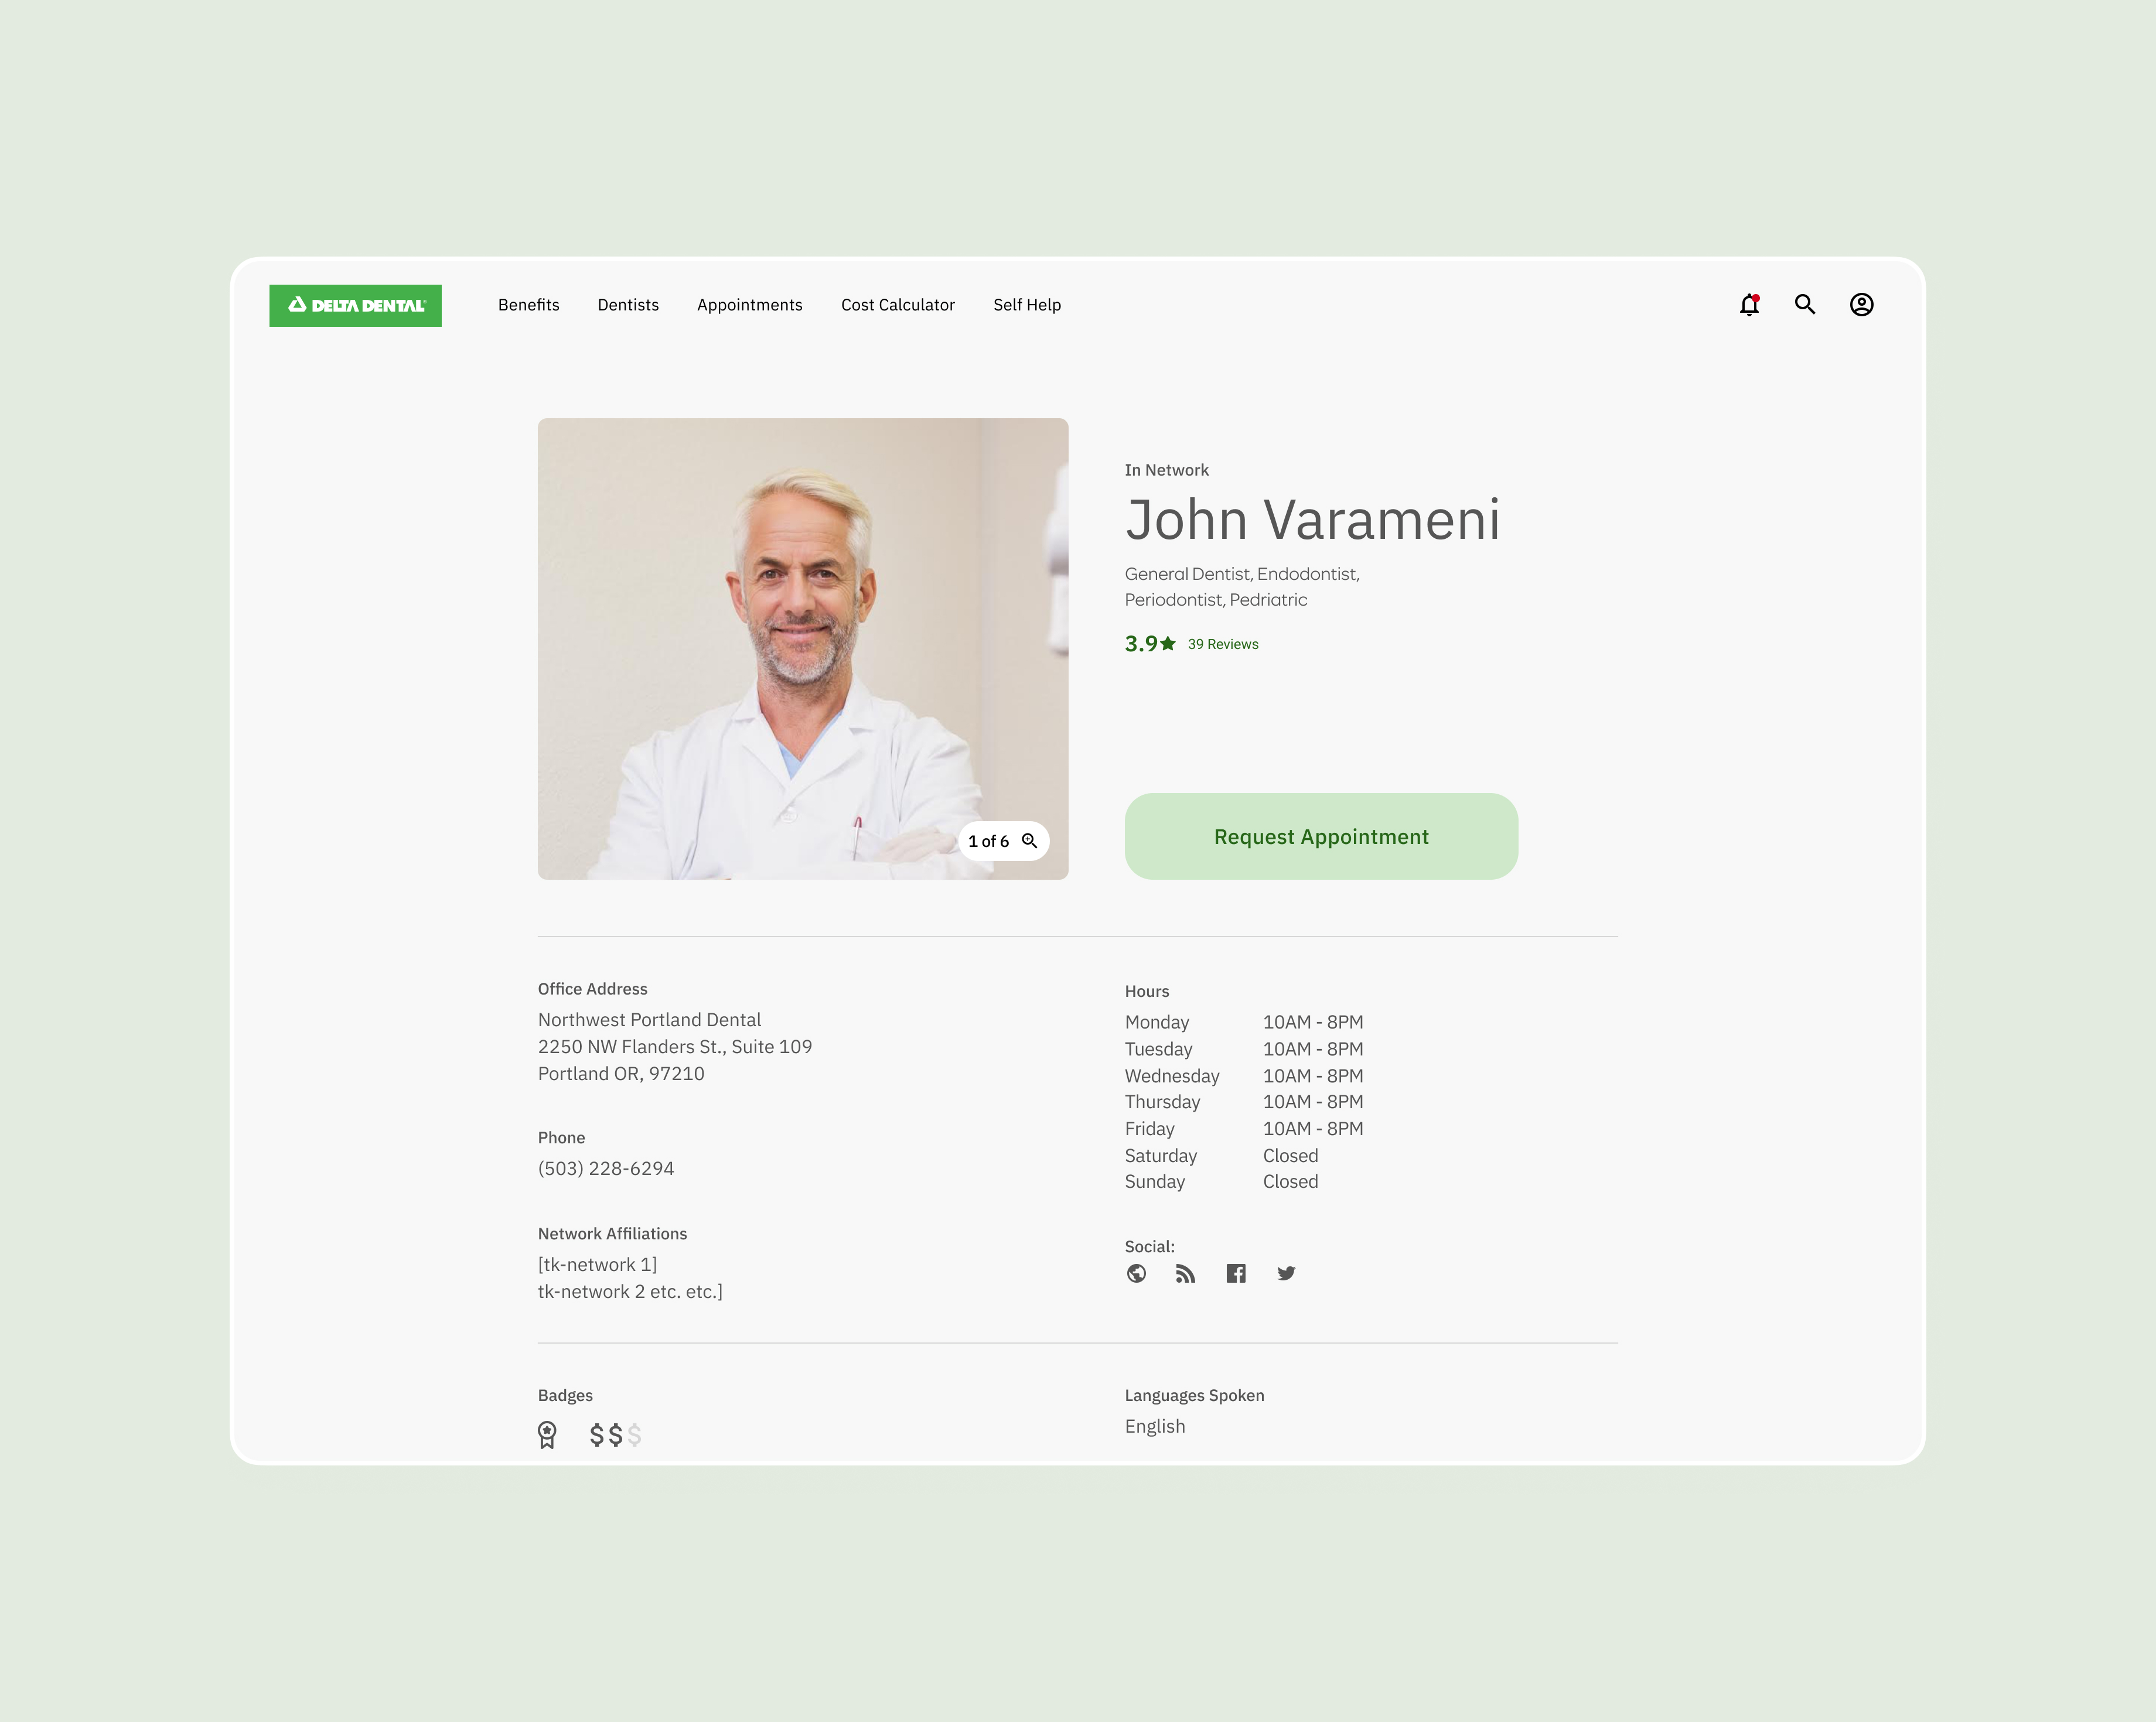 DELTA DENTAL®
Benefits
Dentists
Appointments
Cost Calculator
Self Help
In Network
John Varameni
General Dentist, Endodontist,
Periodontist, Pedriatric
3.9★ 39 Reviews
1 of 6
Request Appointment
Office Address
Northwest Portland Dental
2250 NW Flanders St., Suite 109
Portland OR, 97210
Phone
(503) 228-6294
Network Affiliations
[tk-network 1]
tk-network 2 etc. etc.]
Hours
Monday 10AM - 8PM
Tuesday 10AM - 8PM
Wednesday 10AM - 8PM
Thursday 10AM - 8PM
Friday 10AM - 8PM
Saturday Closed
Sunday Closed
Social:
Badges
$$$
Languages Spoken
English